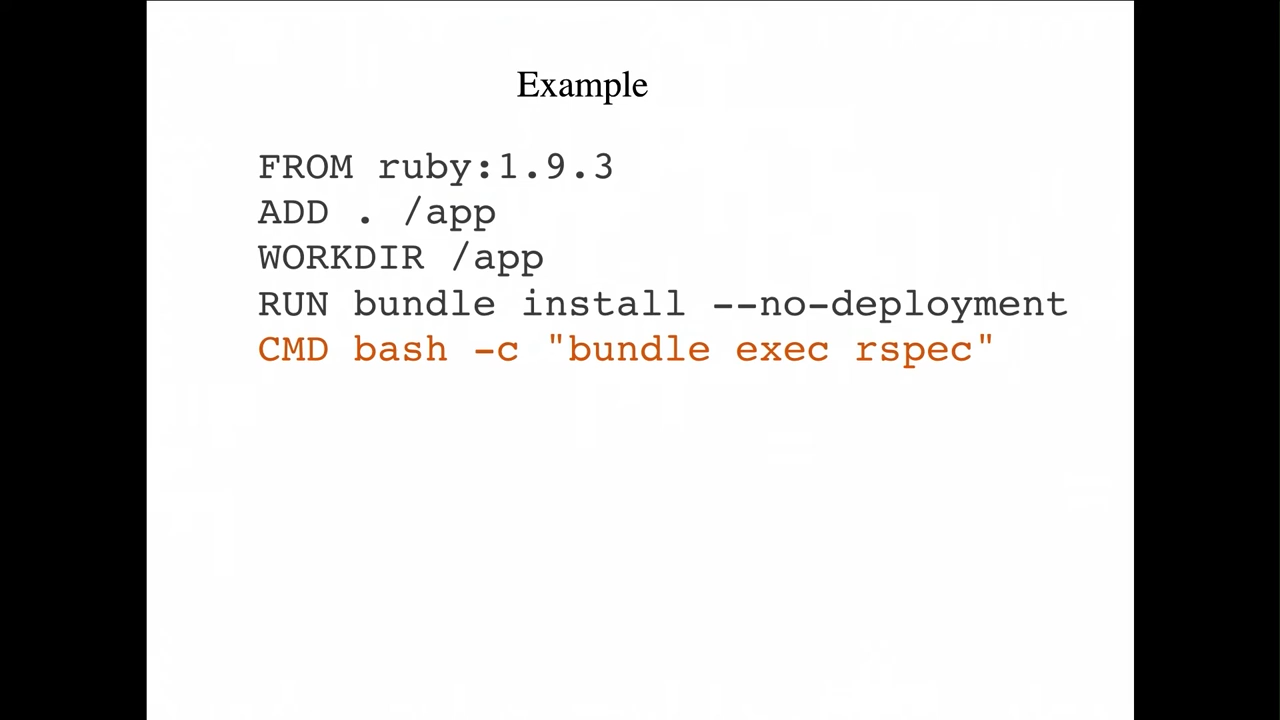 Example
FROM ruby:1.9.3
ADD . /app
WORKDIR /app
RUN bundle install --no-deployment
CMD bash -c "bundle exec rspec"